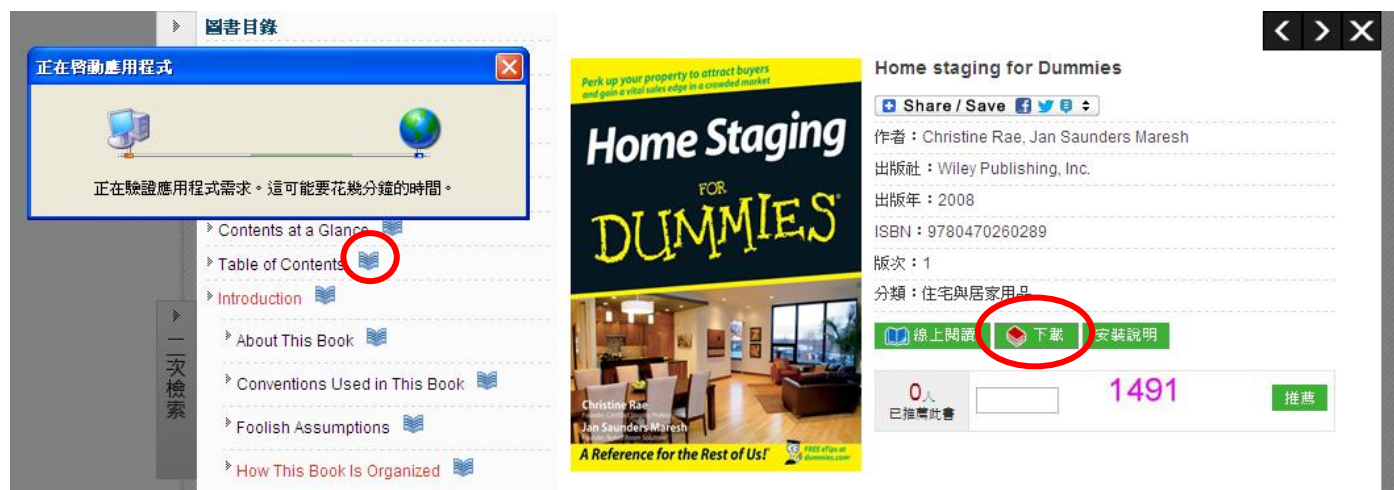 圖書目錄
正在啓動應用程式
正在驗證應用程式需求。這可能要花幾分鐘的時間。
Contents at a Glance
Table of Contents
Introduction
About This Book
Conventions Used in This Book
Foolish Assumptions
How This Book Is Organized
二次檢索
Perk up your property to attract buyers
and gain a vital sales edge in a crowded market
Home Staging
FOR
DUMMIES
Christine Rae
Jan Saunders Maresh
A Reference for the Rest of Us!
FREE eTips at
dummies.com
Home staging for Dummies
Share / Save
作者：Christine Rae, Jan Saunders Maresh
出版社：Wiley Publishing, Inc.
出版年：2008
ISBN：9780470260289
版次：1
分類：住宅與居家用品
線上閱讀 下載 安裝說明
0人
已推薦此書
1491
推薦